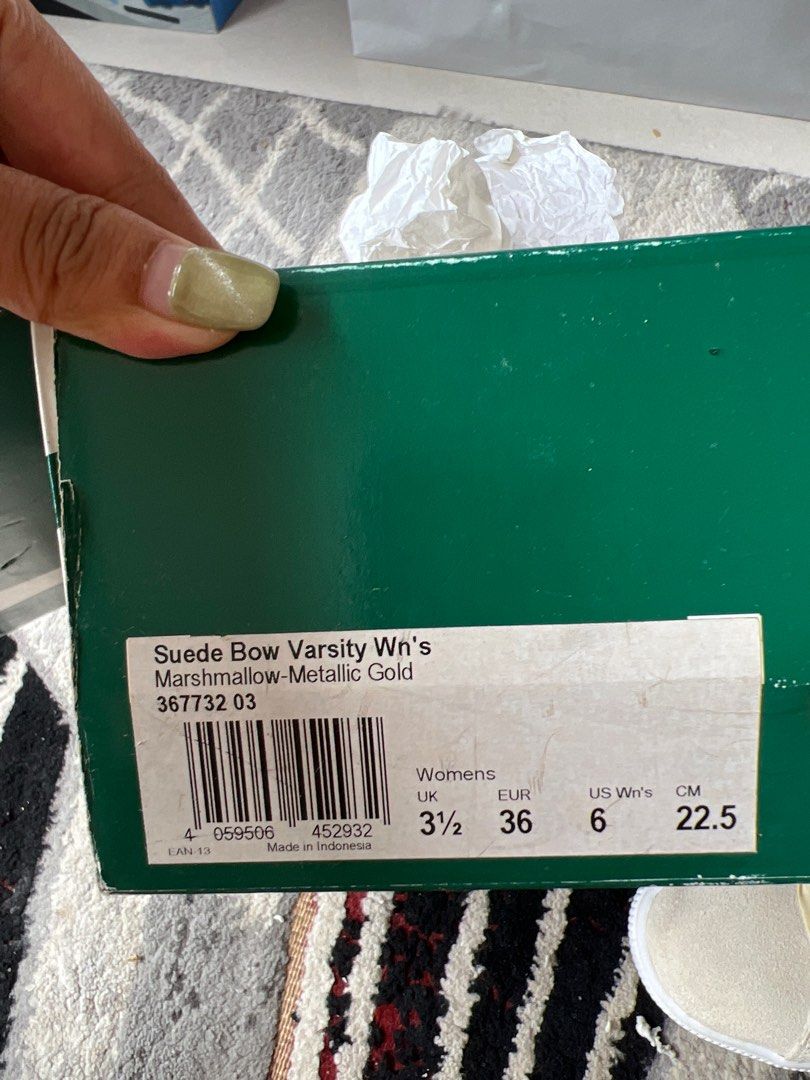 Suede Bow Varsity Wn's
Marshmallow-Metallic Gold
367732 03
4 059506 452932
EAN-13 Made in Indonesia
Womens
UK EUR US Wn's CM
3½ 36 6 22.5